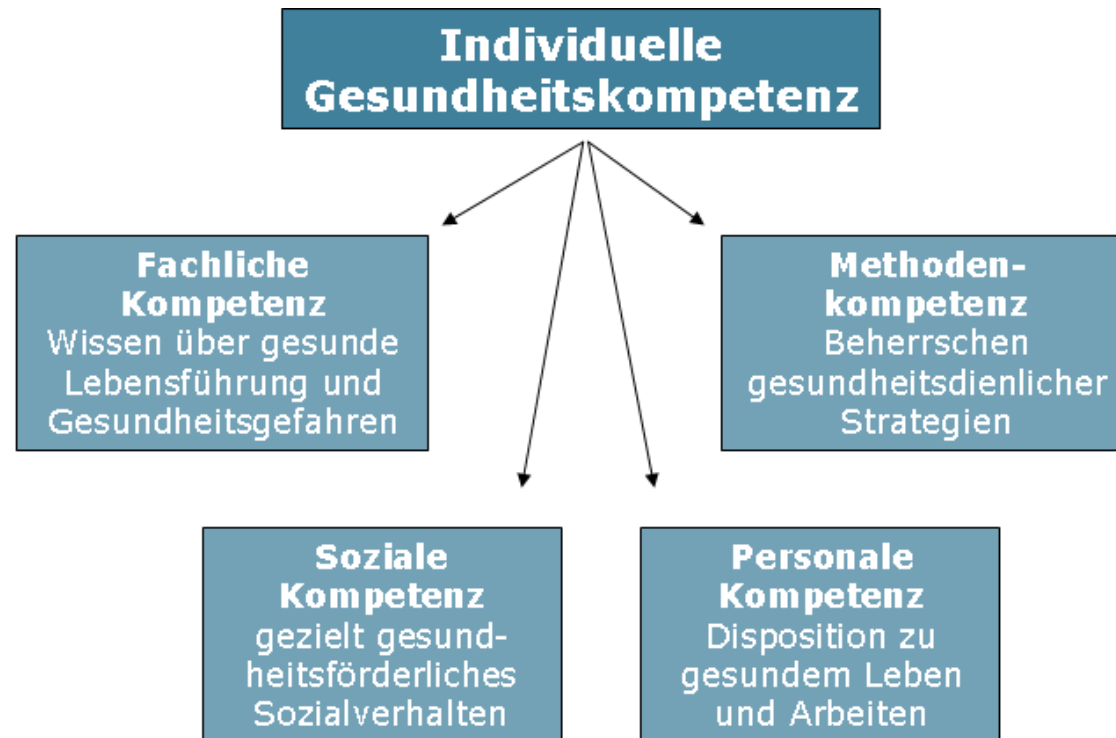 Individuelle
Gesundheitskompetenz
Fachliche
Kompetenz
Wissen über gesunde
Lebensführung und
Gesundheitsgefahren
Methoden-
kompetenz
Beherrschen
gesundheitsdienlicher
Strategien
Soziale
Kompetenz
gezielt gesund-
heitsförderliches
Sozialverhalten
Personale
Kompetenz
Disposition zu
gesundem Leben
und Arbeiten